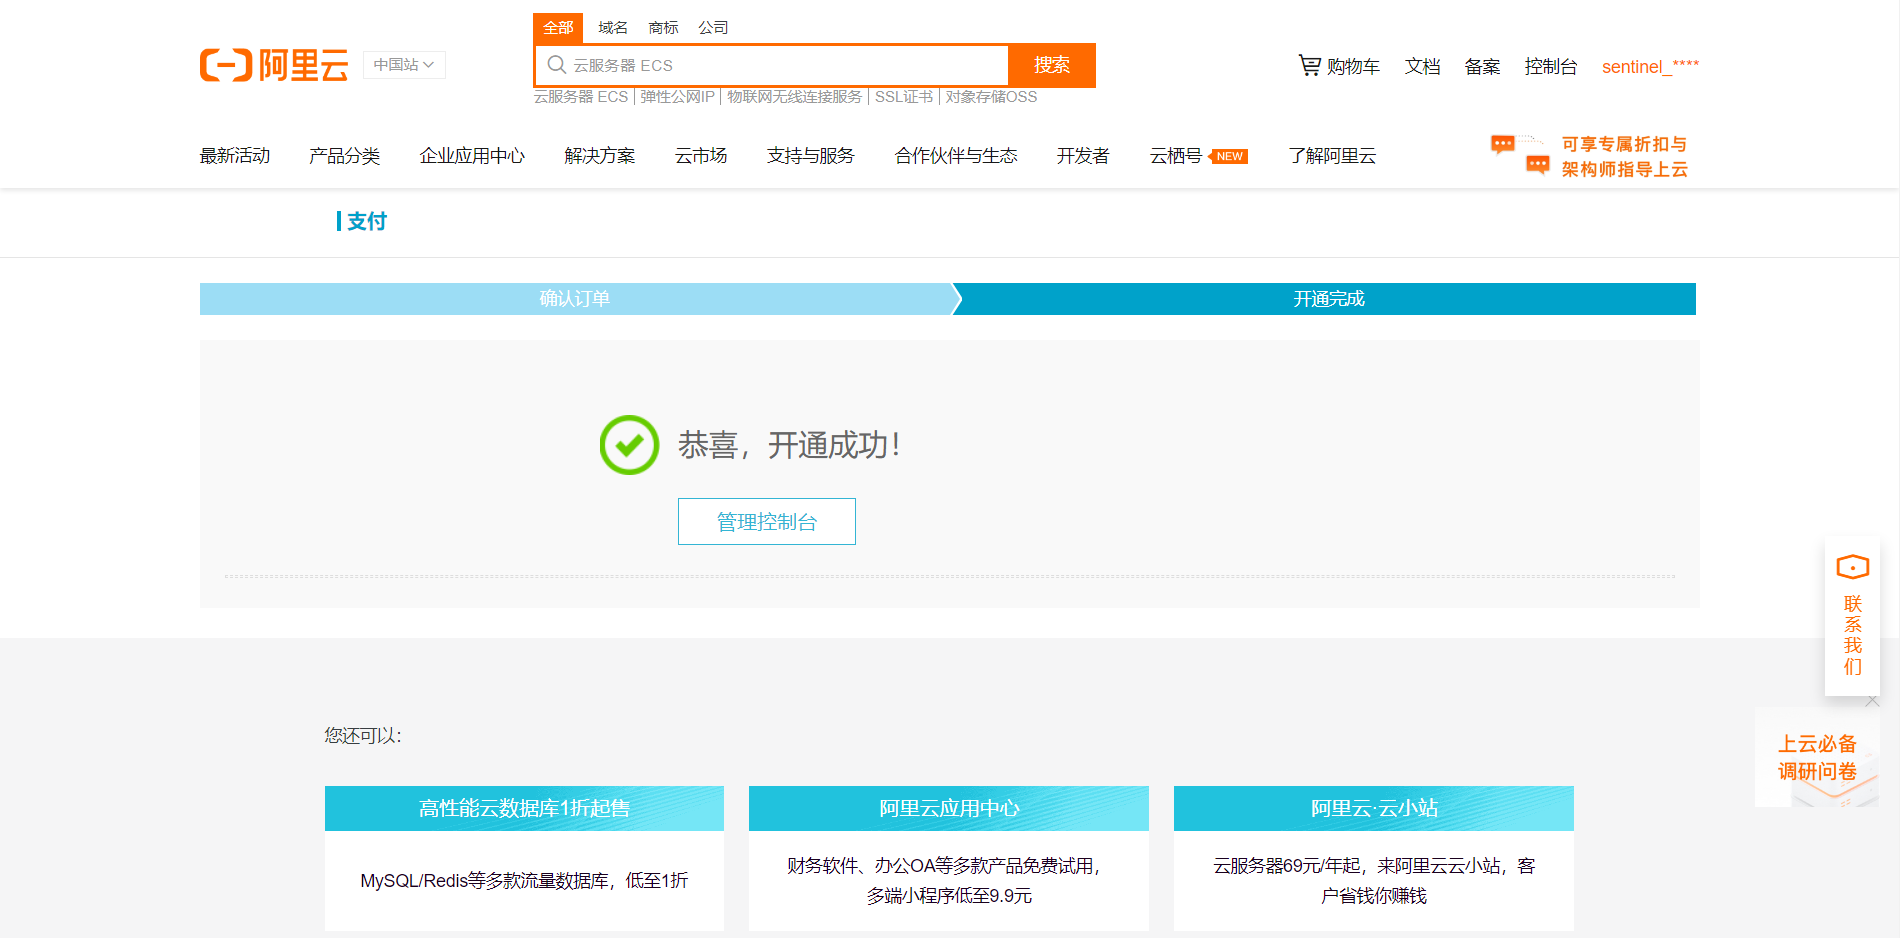 全部 域名 商标 公司
阿里云 中国站
云服务器 ECS 搜索
购物车 文档 备案 控制台 sentinel_****
云服务器 ECS 弹性公网IP 物联网无线连接服务 SSL证书 对象存储OSS
最新活动 产品分类 企业应用中心 解决方案 云市场 支持与服务 合作伙伴与生态 开发者 云栖号 NEW 了解阿里云
可享专属折扣与
架构师指导上云
支付
确认订单 开通完成
恭喜，开通成功！
管理控制台
联系我们
上云必备
调研问卷
您还可以：
高性能云数据库1折起售
MySQL/Redis等多款流量数据库，低至1折
阿里云应用中心
财务软件、办公OA等多款产品免费试用，
多端小程序低至9.9元
阿里云·云小站
云服务器69元/年起，来阿里云云小站，客
户省钱你赚钱